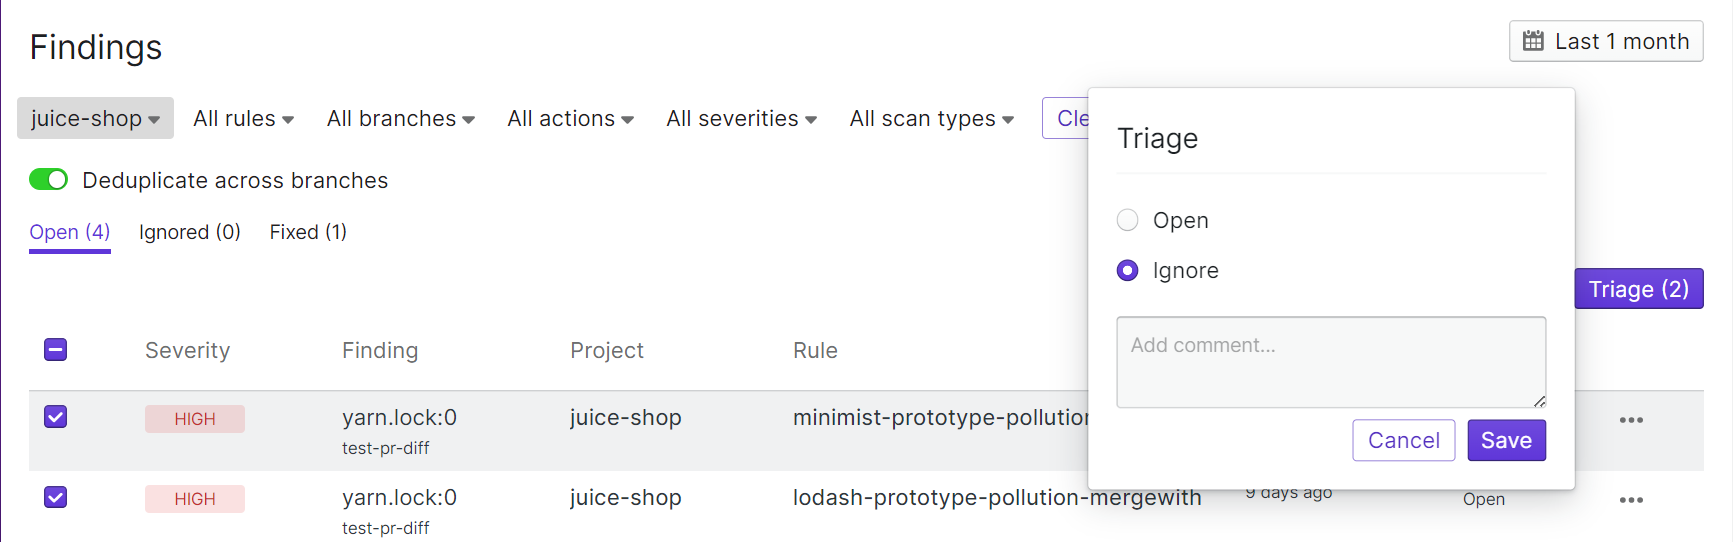 Findings
Last 1 month
juice-shop All rules All branches All actions All severities All scan types Cle
Deduplicate across branches
Open (4) Ignored (0) Fixed (1)
Triage
Open
Ignore
Add comment...
Cancel Save
Triage (2)
Severity Finding Project Rule
HIGH yarn.lock:0 juice-shop minimist-prototype-pollution
test-pr-diff
HIGH yarn.lock:0 juice-shop lodash-prototype-pollution-mergewith 9 days ago Open
test-pr-diff